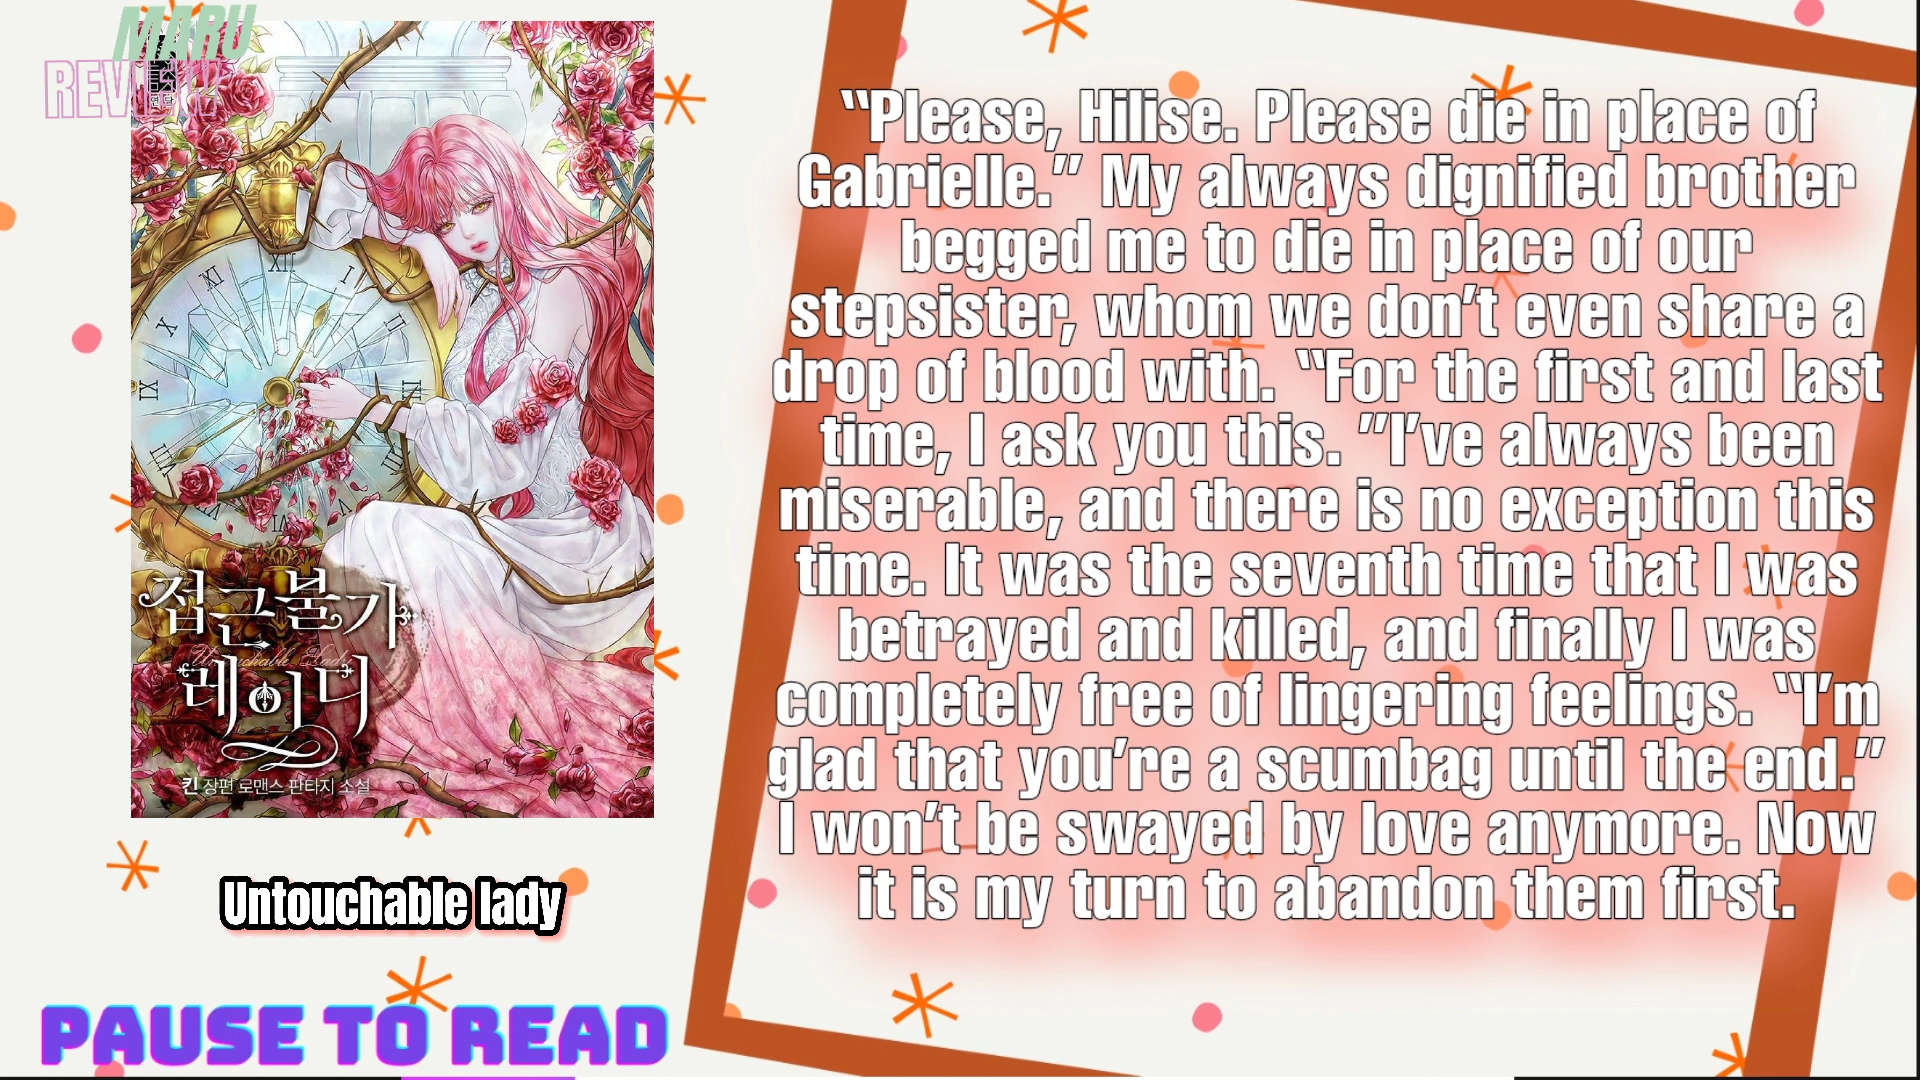 MARU
REVIEW
XII
I
II
XI
X
IX
VIII
VI
접근불가
Untouchable Lady
레이디
킨 장편 로맨스 판타지 소설
Untouchable lady
PAUSE TO READ
“Please, Hilise. Please die in place of
Gabrielle.” My always dignified brother
begged me to die in place of our
stepsister, whom we don’t even share a
drop of blood with. “For the first and last
time, I ask you this. ”I’ve always been
miserable, and there is no exception this
time. It was the seventh time that I was
betrayed and killed, and finally I was
completely free of lingering feelings. “I’m
glad that you’re a scumbag until the end.”
I won’t be swayed by love anymore. Now
it is my turn to abandon them first.